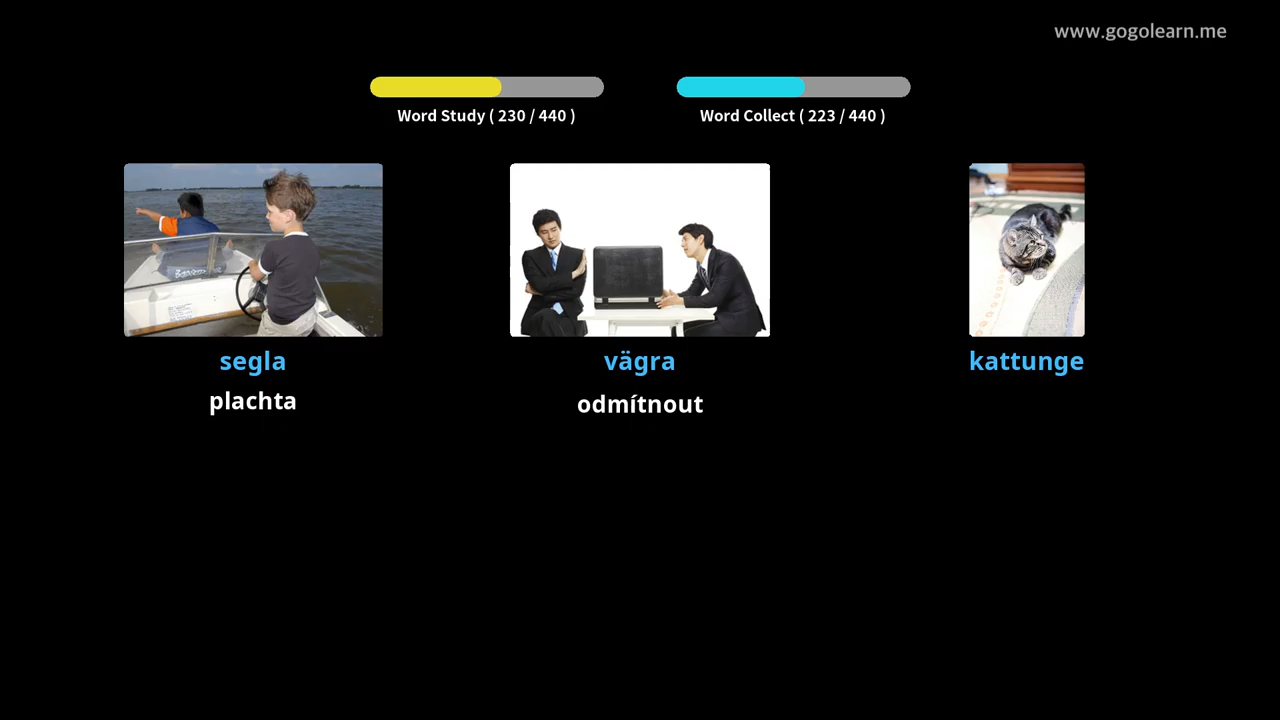 www.gogolearn.me
Word Study ( 230 / 440 )
Word Collect ( 223 / 440 )
segla
vägra
kattunge
plachta
odmítnout